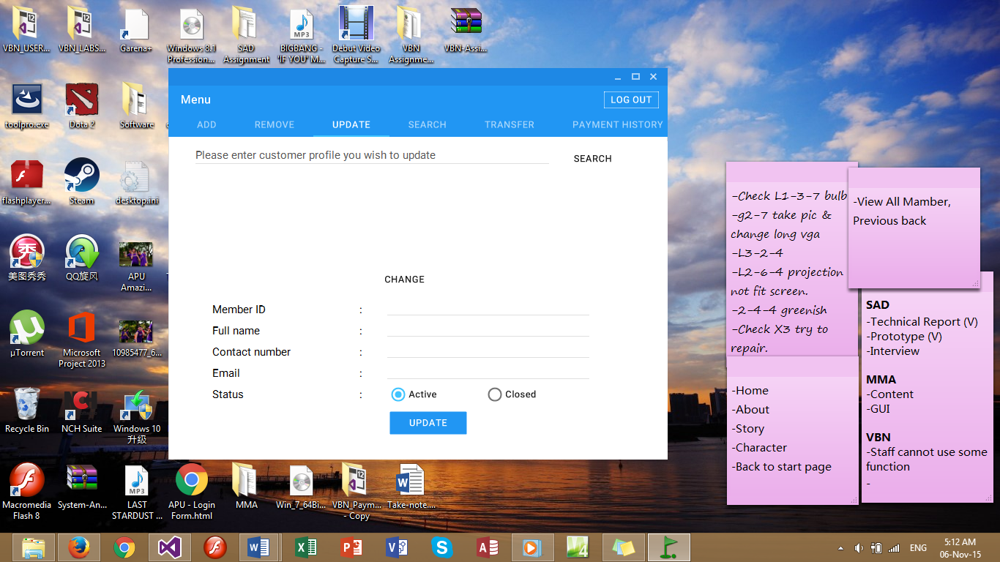 VBN_USER...
VBN_LABS...
Garena+
Windows 8.1
Profession...
SAD
Assignment
BIGBANG -
'IF YOU' M...
Debut Video
Capture S...
VBN
Assignme...
VBN-Assi...
toolpro.exe
Dota 2
Software
flashplayer...
Steam
desktop.ini
美图秀秀
QQ旋风
APU
Amazi...
µTorrent
Microsoft
Project 2013
10985477_6...
Recycle Bin
NCH Suite
Windows 10
升级
Macromedia
Flash 8
System-An...
LAST
STARDUST ...
APU - Login
Form.html
MMA
Win_7_64Bi...
VBN_Paym...
- Copy
Take-note....
Menu
LOG OUT
ADD REMOVE UPDATE SEARCH TRANSFER PAYMENT HISTORY
Please enter customer profile you wish to update
SEARCH
CHANGE
Member ID :
Full name :
Contact number :
Email :
Status : Active Closed
UPDATE
-Check L1-3-7 bulb
-g2-7 take pic &
change long vga
-L3-2-4
-L2-6-4 projection
not fit screen.
-2-4-4 greenish
-Check X3 try to
repair.
-View All Mamber,
Previous back
-Home
-About
-Story
-Character
-Back to start page
SAD
-Technical Report (V)
-Prototype (V)
-Interview
MMA
-Content
-GUI
VBN
-Staff cannot use some
function
-
ENG
5:12 AM
06-Nov-15